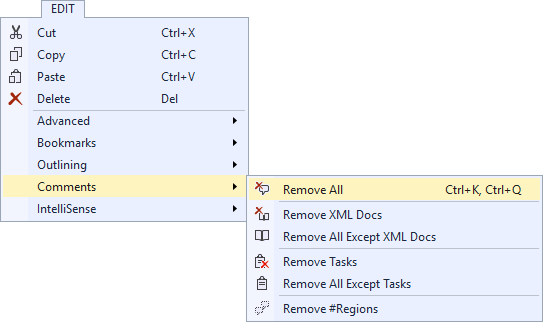 EDIT
Cut Ctrl+X
Copy Ctrl+C
Paste Ctrl+V
Delete Del
Advanced
Bookmarks
Outlining
Comments
IntelliSense
Remove All Ctrl+K, Ctrl+Q
Remove XML Docs
Remove All Except XML Docs
Remove Tasks
Remove All Except Tasks
Remove #Regions